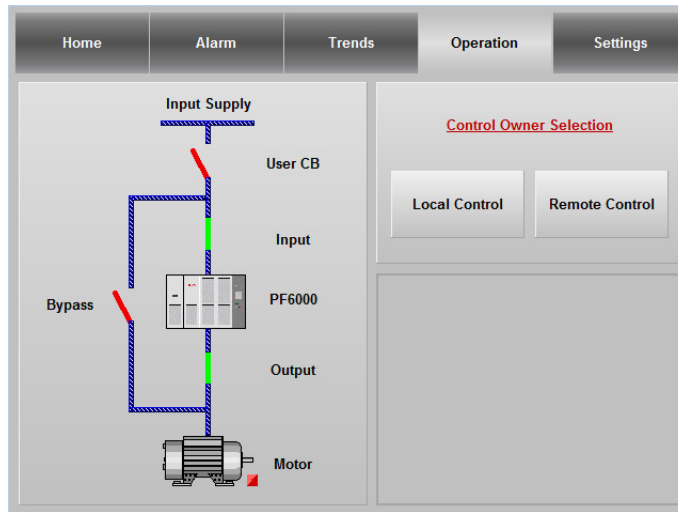 Home Alarm Trends Operation Settings
Input Supply
User CB
Input
Bypass
PF6000
Output
Motor
Control Owner Selection
Local Control Remote Control